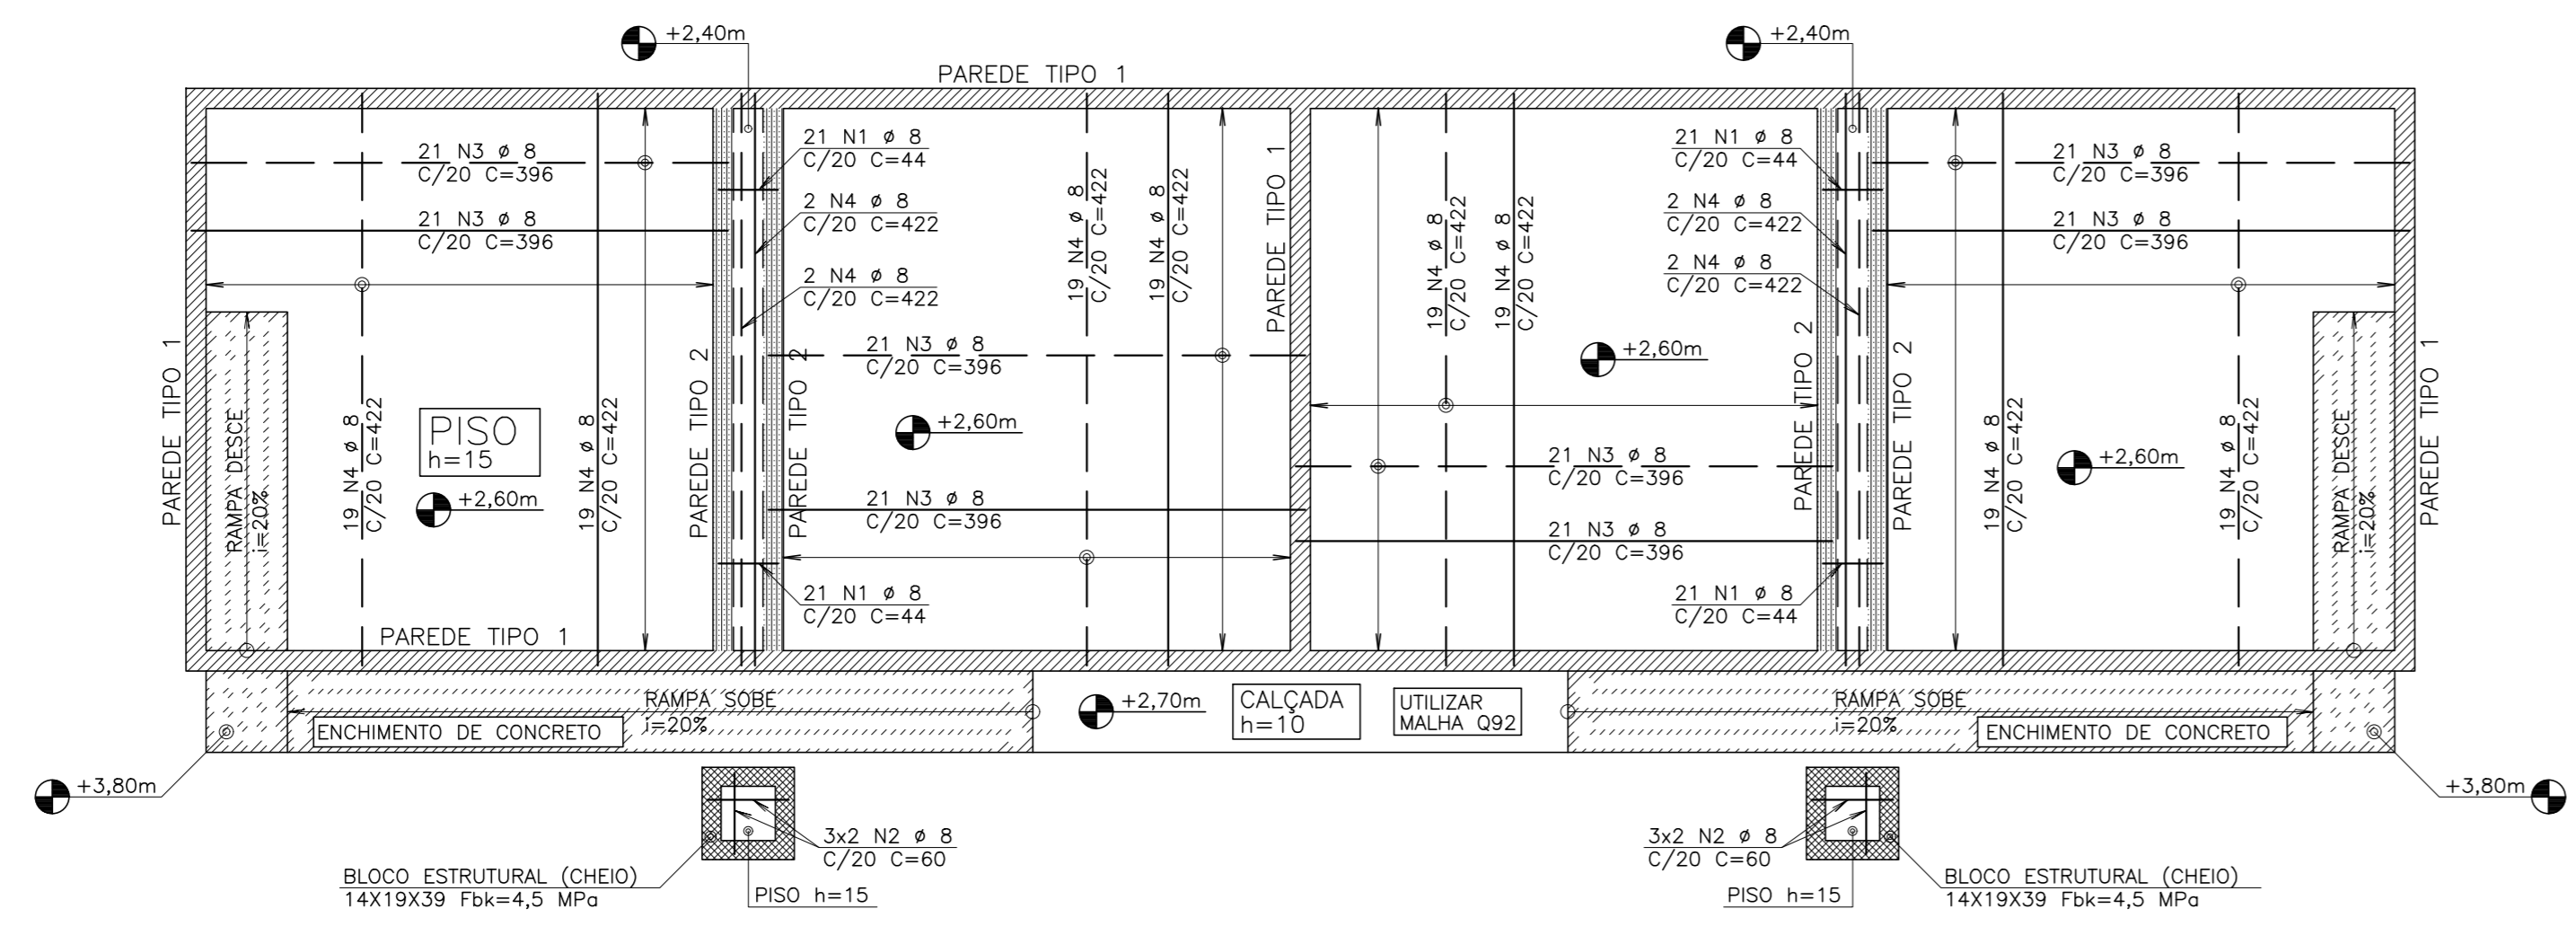 +2,40m
+2,40m
PAREDE TIPO 1
21 N3 ø 8
C/20 C=396
21 N3 ø 8
C/20 C=396
21 N1 ø 8
C/20 C=44
2 N4 ø 8
C/20 C=422
2 N4 ø 8
C/20 C=422
19 N4 ø 8
C/20 C=422
19 N4 ø 8
C/20 C=422
PAREDE TIPO 1
19 N4 ø 8
C/20 C=422
19 N4 ø 8
C/20 C=422
21 N1 ø 8
C/20 C=44
2 N4 ø 8
C/20 C=422
2 N4 ø 8
C/20 C=422
21 N3 ø 8
C/20 C=396
21 N3 ø 8
C/20 C=396
PAREDE TIPO 1
RAMPA DESCE
i=20%
19 N4 ø 8
C/20 C=422
PISO
h=15
+2,60m
19 N4 ø 8
C/20 C=422
PAREDE TIPO 2
PAREDE TIPO 2
21 N3 ø 8
C/20 C=396
+2,60m
21 N3 ø 8
C/20 C=396
+2,60m
21 N3 ø 8
C/20 C=396
21 N3 ø 8
C/20 C=396
PAREDE TIPO 2
PAREDE TIPO 2
19 N4 ø 8
C/20 C=422
+2,60m
19 N4 ø 8
C/20 C=422
RAMPA DESCE
i=20%
PAREDE TIPO 1
21 N1 ø 8
C/20 C=44
21 N1 ø 8
C/20 C=44
PAREDE TIPO 1
RAMPA SOBE
i=20%
ENCHIMENTO DE CONCRETO
+2,70m
CALÇADA
h=10
UTILIZAR
MALHA Q92
RAMPA SOBE
i=20%
ENCHIMENTO DE CONCRETO
+3,80m
+3,80m
3x2 N2 ø 8
C/20 C=60
BLOCO ESTRUTURAL (CHEIO)
14X19X39 Fbk=4,5 MPa
PISO h=15
3x2 N2 ø 8
C/20 C=60
PISO h=15
BLOCO ESTRUTURAL (CHEIO)
14X19X39 Fbk=4,5 MPa